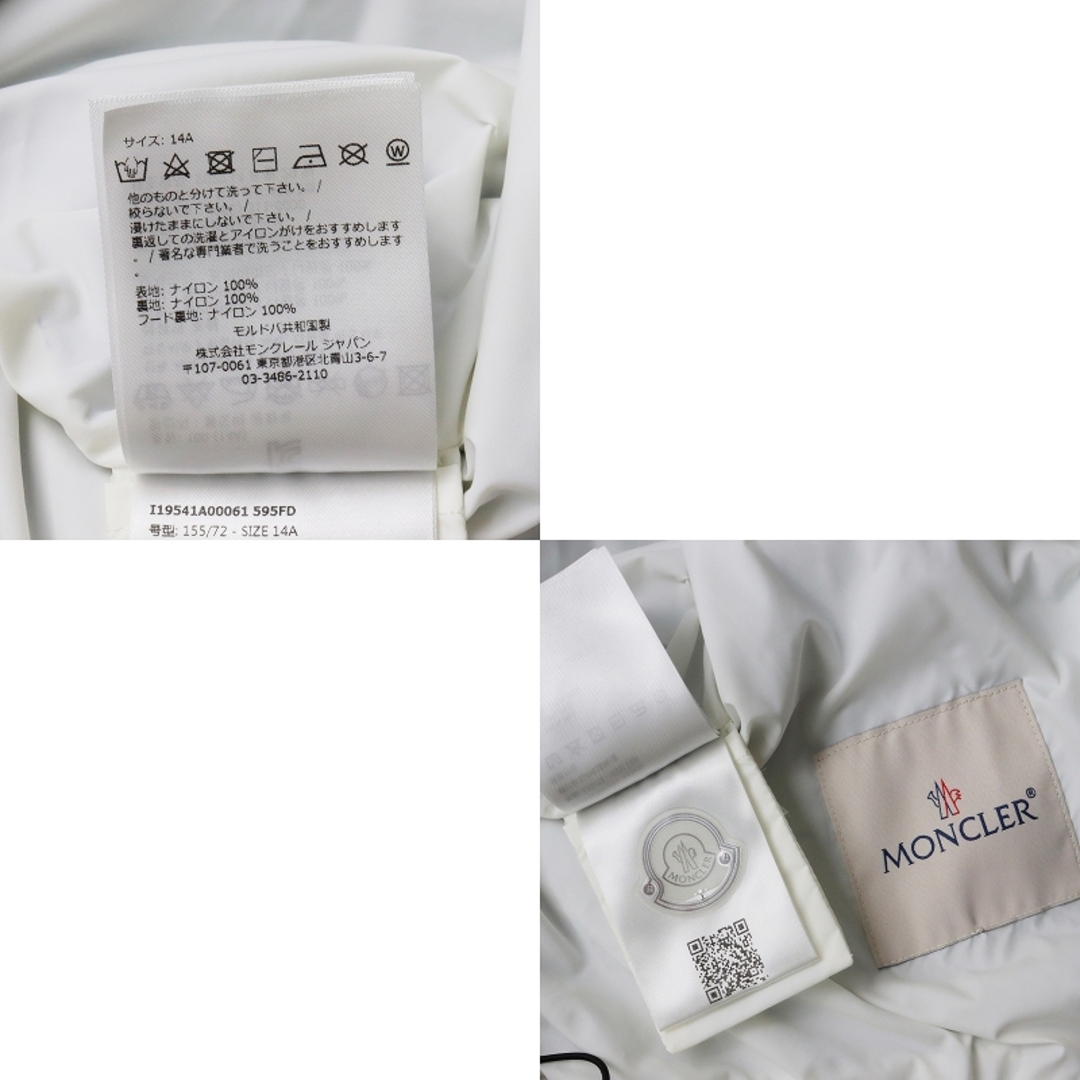 サイズ: 14A
W
他のものと分けて洗って下さい。 /
絞らないで下さい。 /
浸けたままにしないで下さい。 /
裏返しての洗濯とアイロンがけをおすすめします
。 / 著名な専門業者で洗うことをおすすめします
。
表地: ナイロン 100%
裏地: ナイロン 100%
フード裏地: ナイロン 100%
モルドバ共和国製
株式会社モンクレール ジャパン
〒107-0061 東京都港区北青山3-6-7
03-3486-2110
I19541A00061 595FD
号型: 155/72 - SIZE 14A
MONCLER
MONCLER®